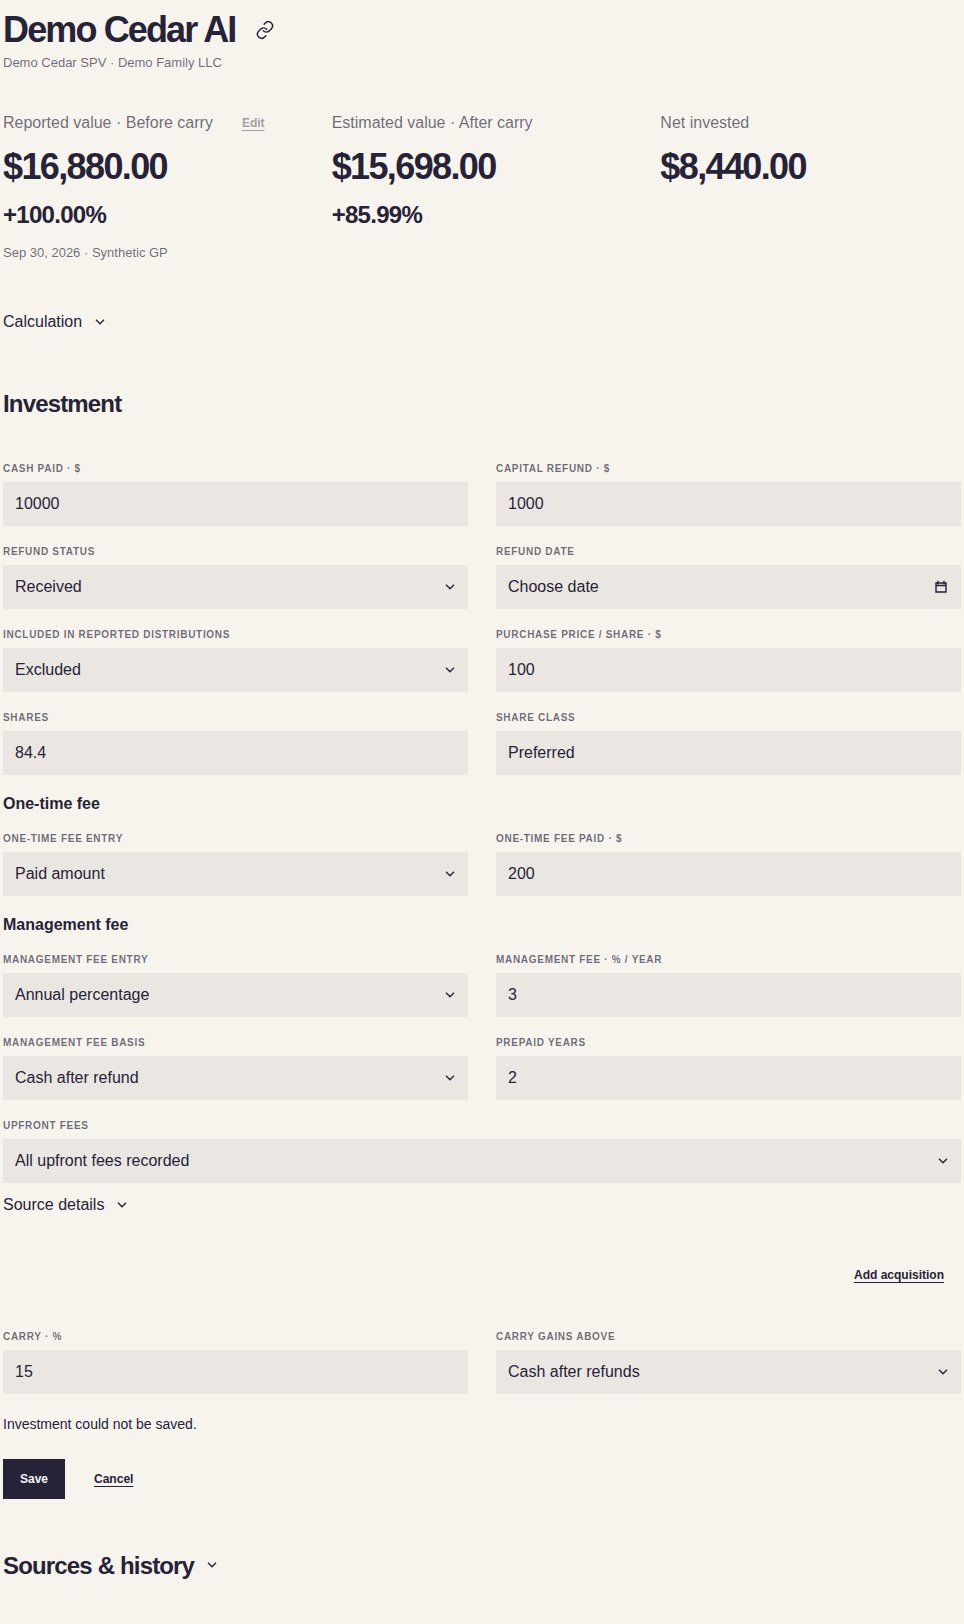 Demo Cedar AI
Demo Cedar SPV · Demo Family LLC
Reported value · Before carry Edit
Estimated value · After carry
Net invested
$16,880.00
$15,698.00
$8,440.00
+100.00%
+85.99%
Sep 30, 2026 · Synthetic GP
Calculation
Investment
CASH PAID · $
CAPITAL REFUND · $
10000
1000
REFUND STATUS
REFUND DATE
Received
Choose date
INCLUDED IN REPORTED DISTRIBUTIONS
PURCHASE PRICE / SHARE · $
Excluded
100
SHARES
SHARE CLASS
84.4
Preferred
One-time fee
ONE-TIME FEE ENTRY
ONE-TIME FEE PAID · $
Paid amount
200
Management fee
MANAGEMENT FEE ENTRY
MANAGEMENT FEE · % / YEAR
Annual percentage
3
MANAGEMENT FEE BASIS
PREPAID YEARS
Cash after refund
2
UPFRONT FEES
All upfront fees recorded
Source details
Add acquisition
CARRY · %
CARRY GAINS ABOVE
15
Cash after refunds
Investment could not be saved.
Save
Cancel
Sources & history